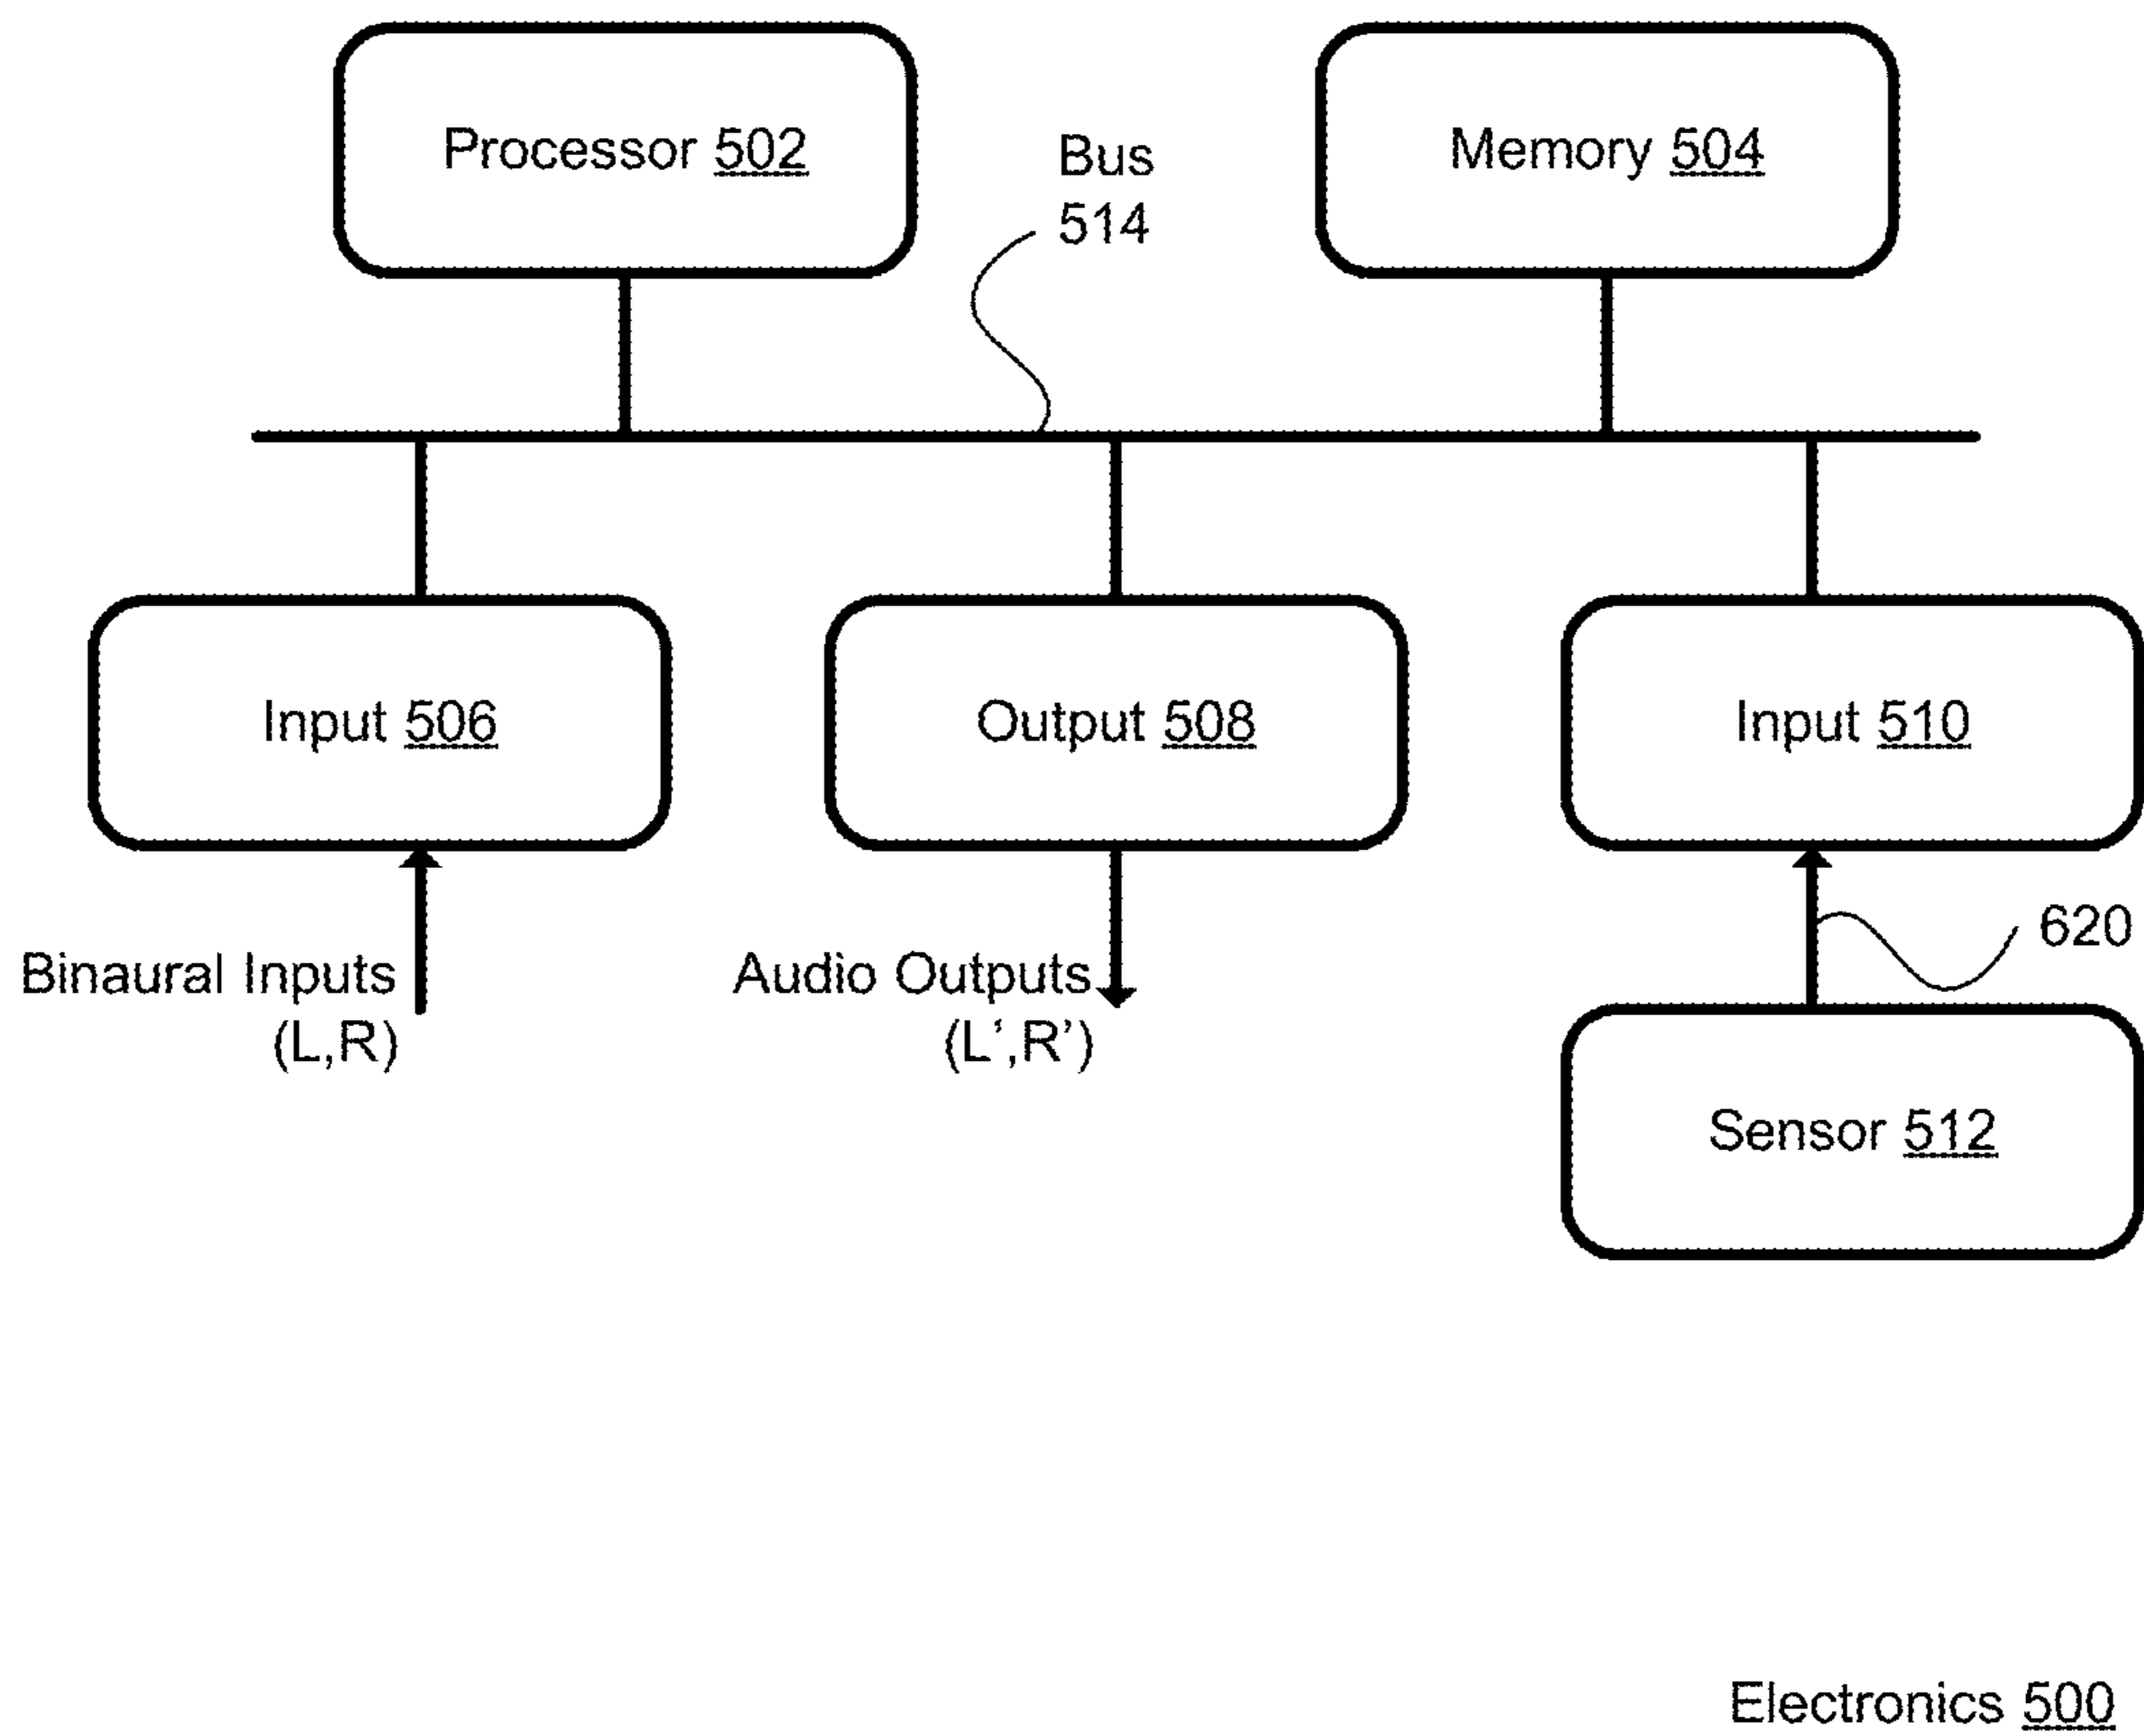 Processor 502
Bus
514
Memory 504
Input 506
Output 508
Input 510
Binaural Inputs
(L,R)
Audio Outputs
(L‘,R’)
620
Sensor 512
Electronics 500